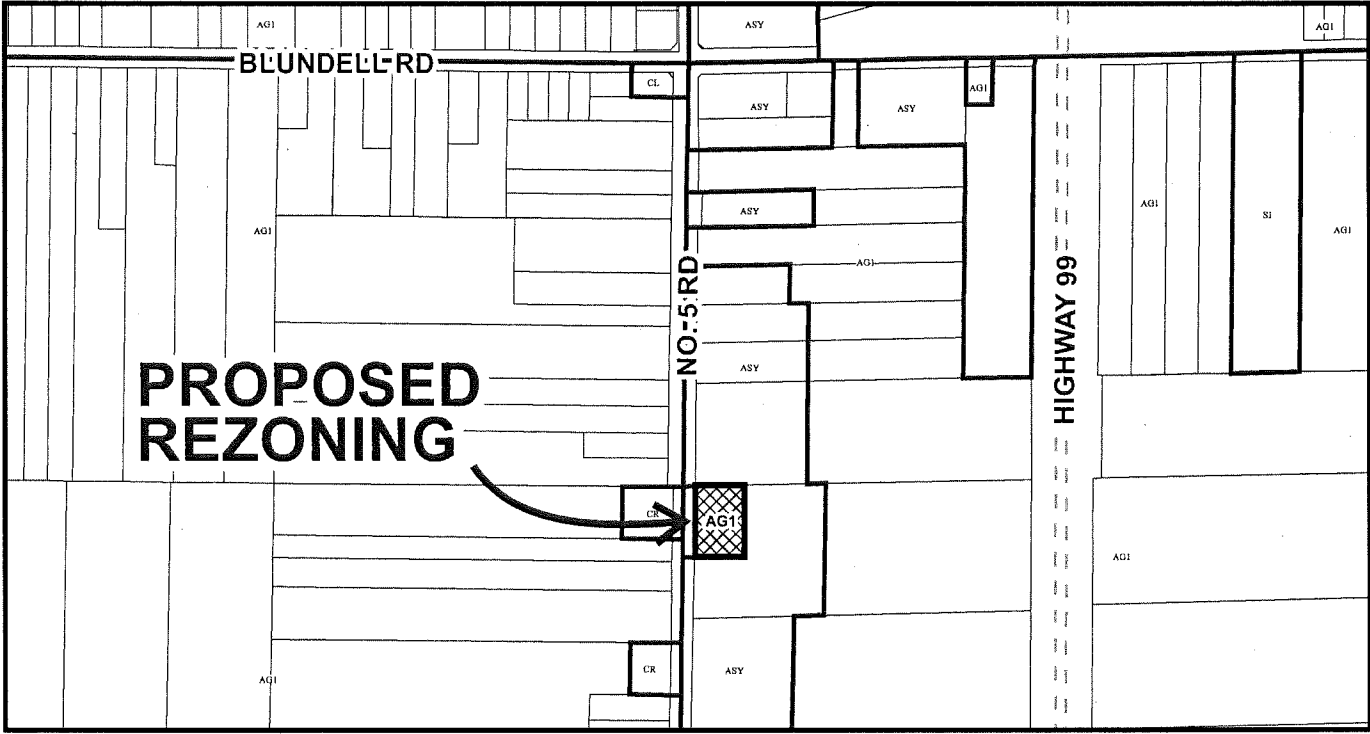 AG1
ASY
AG1
BLUNDELL RD
CL
ASY
ASY
AG1
AG1
ASY
AG1
S1
AG1
AG1
NO. 5 RD
HIGHWAY 99
ASY
PROPOSED
REZONING
CR
AG1
AG1
CR
ASY
AG1